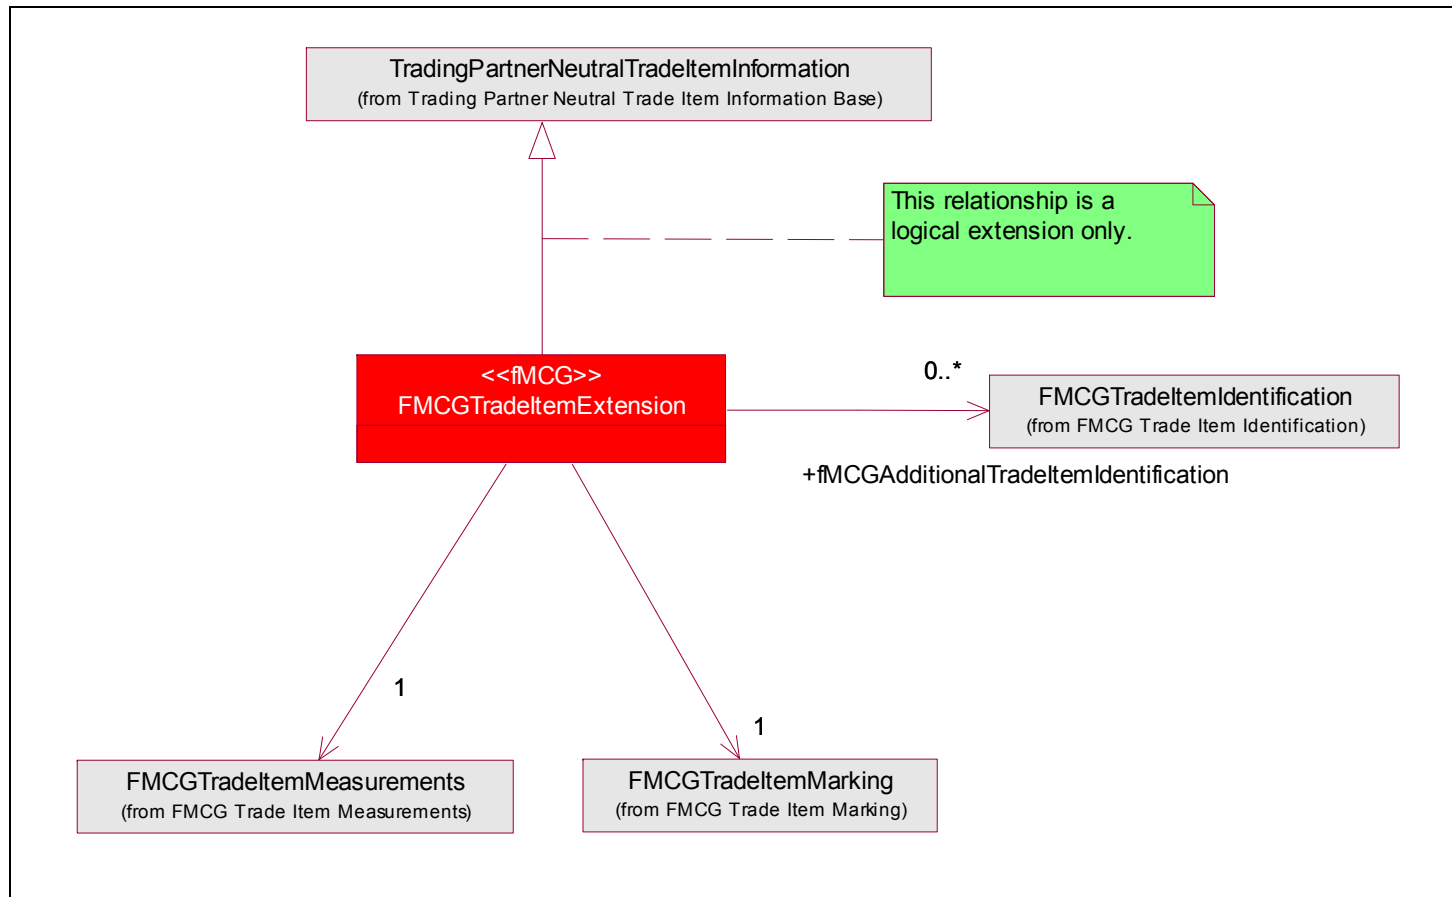 TradingPartnerNeutralTradeItemInformation
(from Trading Partner Neutral Trade Item Information Base)
This relationship is a
logical extension only.
<<fMCG>>
FMCGTradeItemExtension
0..*
FMCGTradeItemIdentification
(from FMCG Trade Item Identification)
+fMCGAdditionalTradeItemIdentification
1
1
FMCGTradeItemMeasurements
(from FMCG Trade Item Measurements)
FMCGTradeItemMarking
(from FMCG Trade Item Marking)